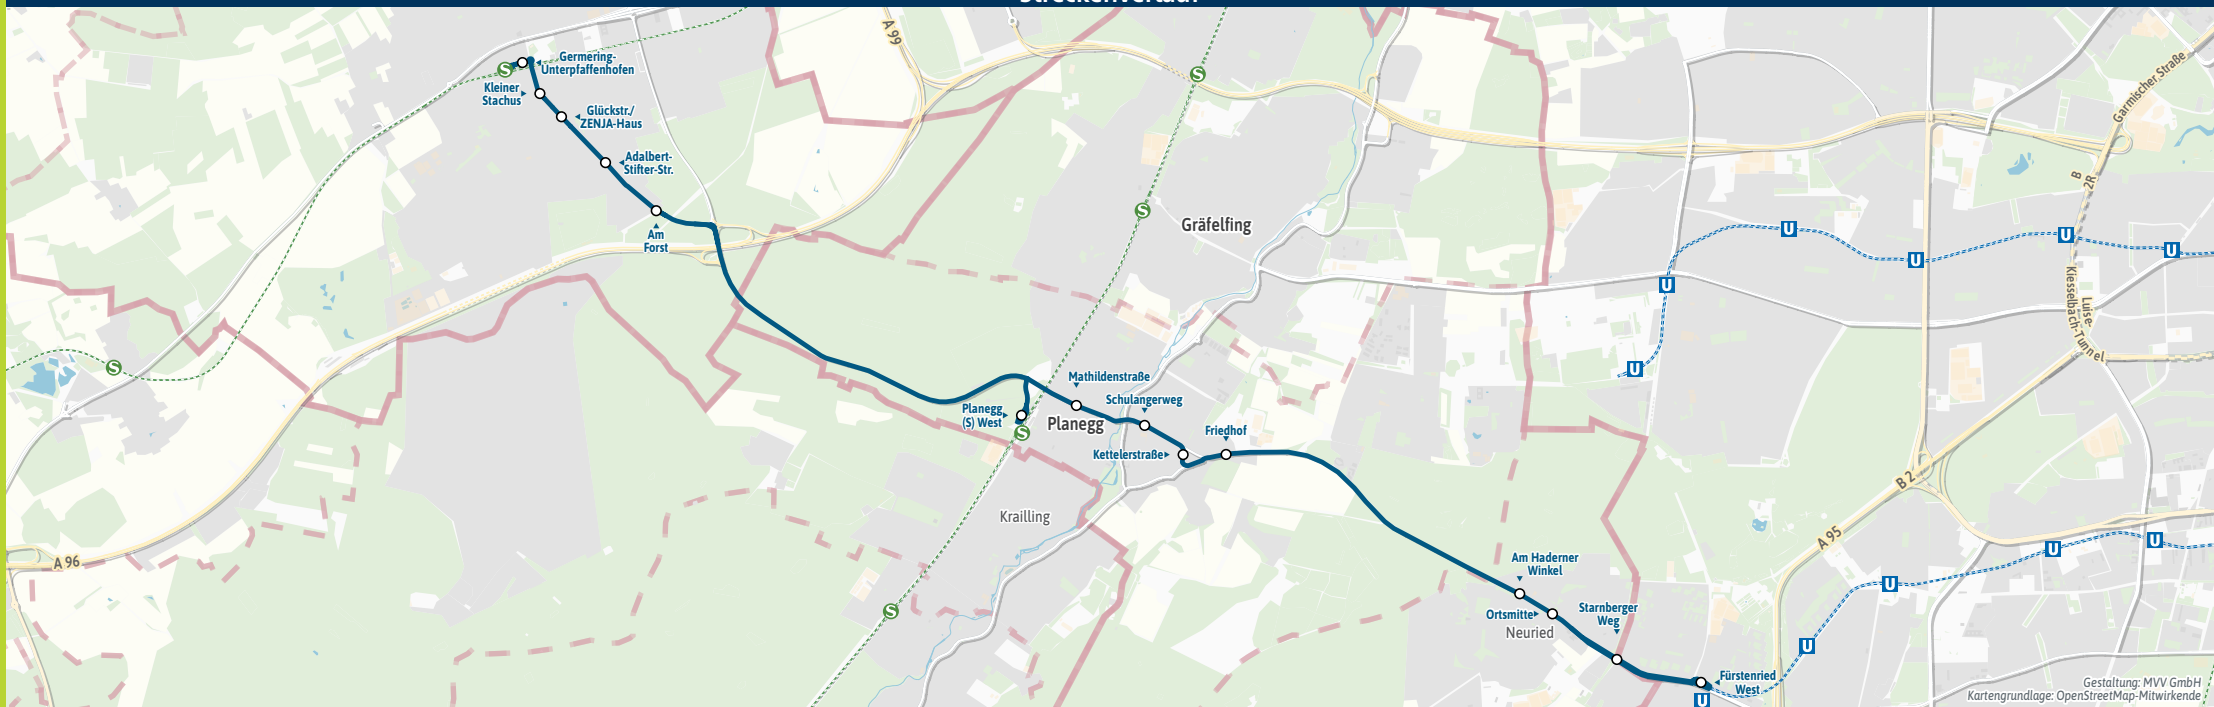 Streckenverlauf
A 99
Germering-
Unterpfaffenhofen
S
Kleiner
Stachus
Glückstr./
ZENJA-Haus
Adalbert-
Stifter-Str.
Am
Forst
S
S
Gräfelfing
Garmischer Straße
B
2R
U
U
U
U
U
U
Luise-
Kiesselbach-Tunnel
S
Mathildenstraße
Schulangerweg
Planegg
(S) West
S
Planegg
Friedhof
Kettelerstraße
Krailling
B 2
A 95
A 96
S
Am Haderner
Winkel
Ortsmitte
Neuried
Starnberger
Weg
U
U
U
U
Fürstenried
West
U
Gestaltung: MVV GmbH
Kartengrundlage: OpenStreetMap-Mitwirkende